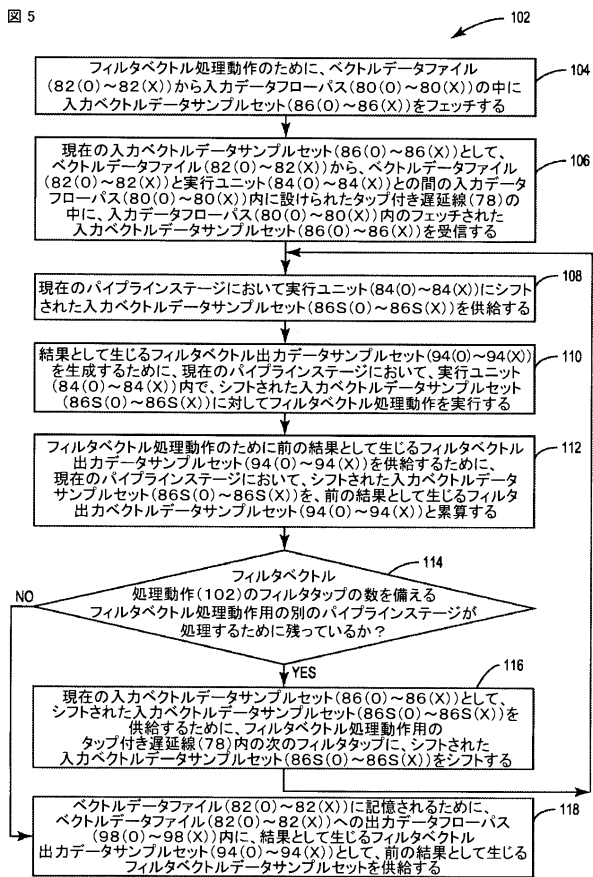 図5
102
フィルタベクトル処理動作のために、ベクトルデータファイル
(82(0)~82(X))から入力データフローパス(80(0)~80(X))の中に
入力ベクトルデータサンプルセット(86(0)~86(X))をフェッチする
104
現在の入力ベクトルデータサンプルセット(86(0)~86(X))として、
ベクトルデータファイル(82(0)~82(X))から、ベクトルデータファイル
(82(0)~82(X))と実行ユニット(84(0)~84(X))との間の入力データ
フローパス(80(0)~80(X))内に設けられたタップ付き遅延線(78)の
中に、入力データフローパス(80(0)~80(X))内のフェッチされた
入力ベクトルデータサンプルセット(86(0)~86(X))を受信する
106
現在のパイプラインステージにおいて実行ユニット(84(0)~84(X))にシフト
された入力ベクトルデータサンプルセット(86S(0)~86S(X))を供給する
108
結果として生じるフィルタベクトル出力データサンプルセット(94(0)~94(X))
を生成するために、現在のパイプラインステージにおいて、実行ユニット
(84(0)~84(X))内で、シフトされた入力ベクトルデータサンプルセット
(86S(0)~86S(X))に対してフィルタベクトル処理動作を実行する
110
フィルタベクトル処理動作のために前の結果として生じるフィルタベクトル
出力データサンプルセット(94(0)~94(X))を供給するために、
現在のパイプラインステージにおいて、シフトされた入力ベクトルデータ
サンプルセット(86S(0)~86S(X))を、前の結果として生じるフィルタ
出力ベクトルデータサンプルセット(94(0)~94(X))と累算する
112
フィルタベクトル
処理動作(102)のフィルタタップの数を備える
フィルタベクトル処理動作用の別のパイプラインステージが
処理するために残っているか?
114
NO
YES
現在の入力ベクトルデータサンプルセット(86(0)~86(X))として、
シフトされた入力ベクトルデータサンプルセット(86S(0)~86S(X))を
供給するために、フィルタベクトル処理動作用の
タップ付き遅延線(78)内の次のフィルタタップに、シフトされた
入力ベクトルデータサンプルセット(86S(0)~86S(X))をシフトする
116
ベクトルデータファイル(82(0)~82(X))に記憶されるために、
ベクトルデータファイル(82(0)~82(X))への出力データフローパス
(98(0)~98(X))内に、結果として生じるフィルタベクトル
出力データサンプルセット(94(0)~94(X))として、前の結果として生じる
フィルタベクトル出力データサンプルセットを供給する
118